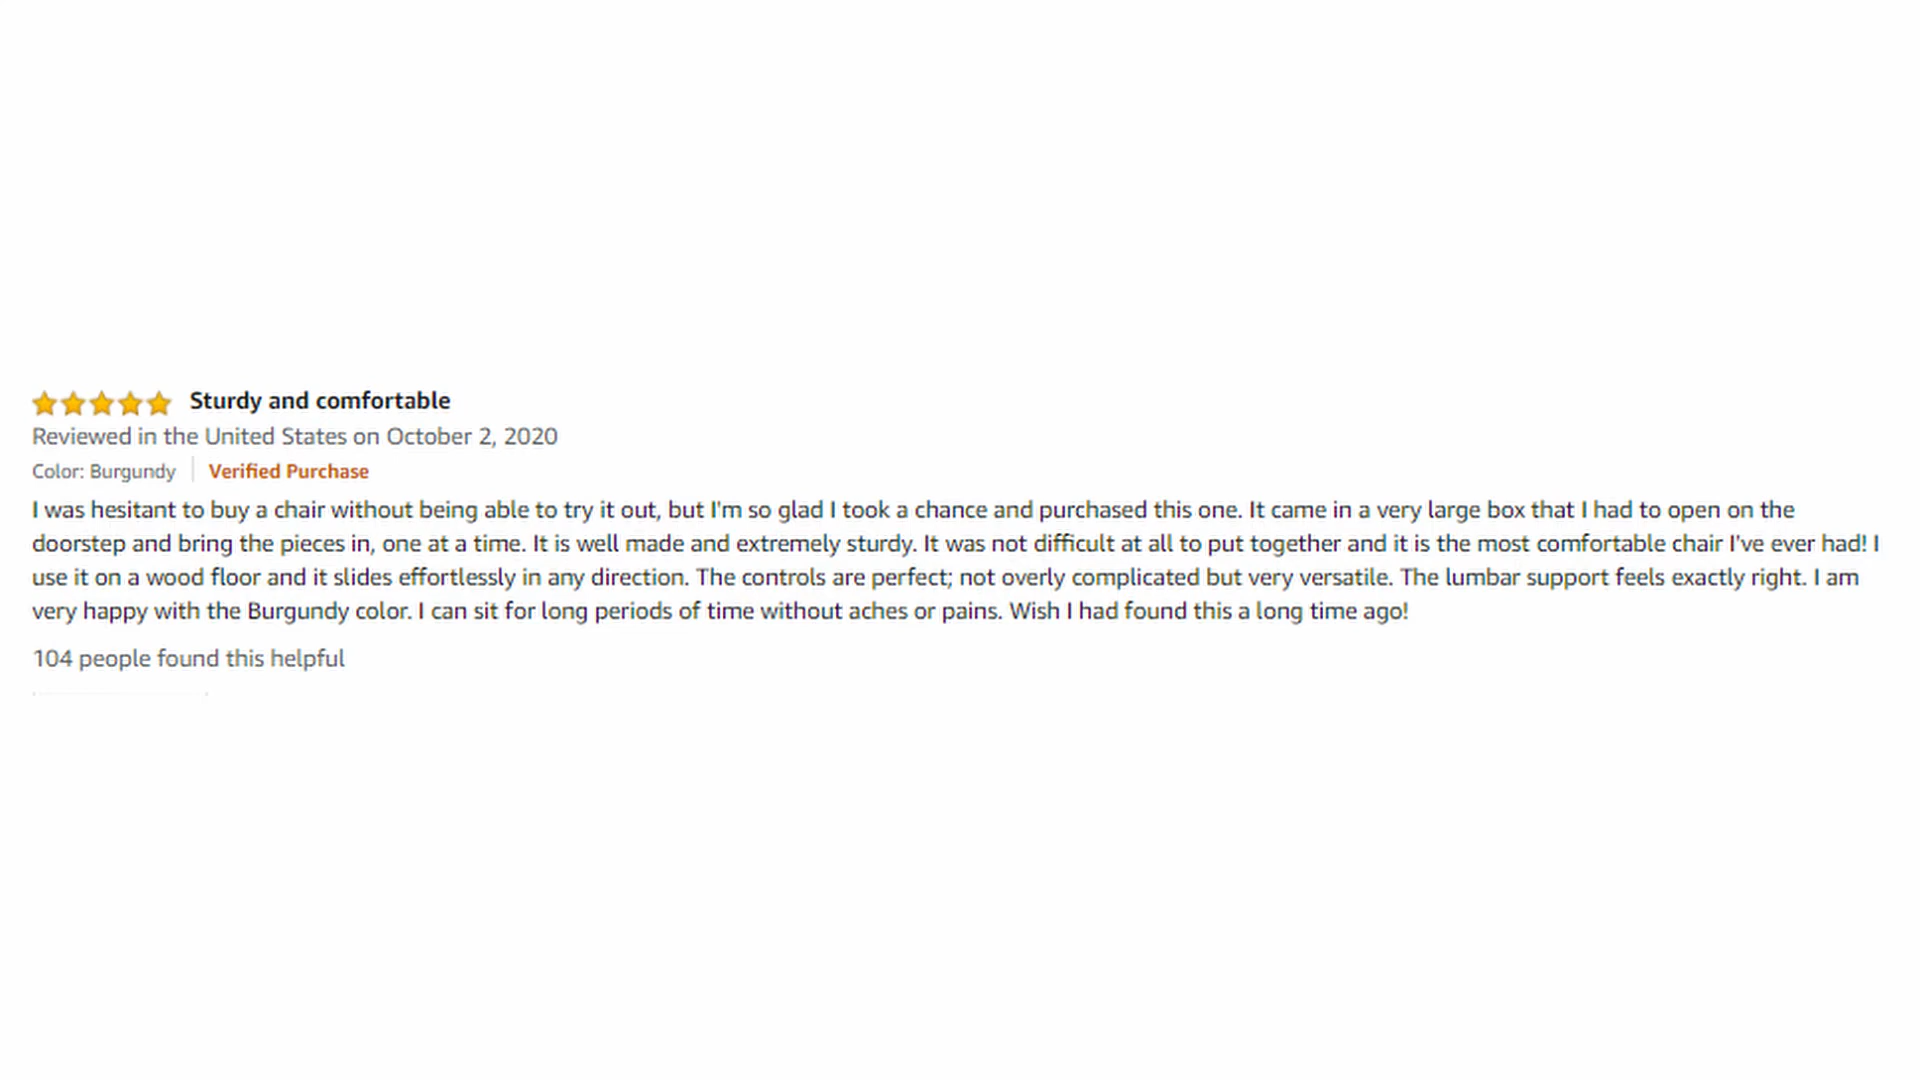 Sturdy and comfortable
Reviewed in the United States on October 2, 2020
Color: Burgundy | Verified Purchase
I was hesitant to buy a chair without being able to try it out, but I'm so glad I took a chance and purchased this one. It came in a very large box that I had to open on the
doorstep and bring the pieces in, one at a time. It is well made and extremely sturdy. It was not difficult at all to put together and it is the most comfortable chair I've ever had! I
use it on a wood floor and it slides effortlessly in any direction. The controls are perfect; not overly complicated but very versatile. The lumbar support feels exactly right. I am
very happy with the Burgundy color. I can sit for long periods of time without aches or pains. Wish I had found this a long time ago!
104 people found this helpful